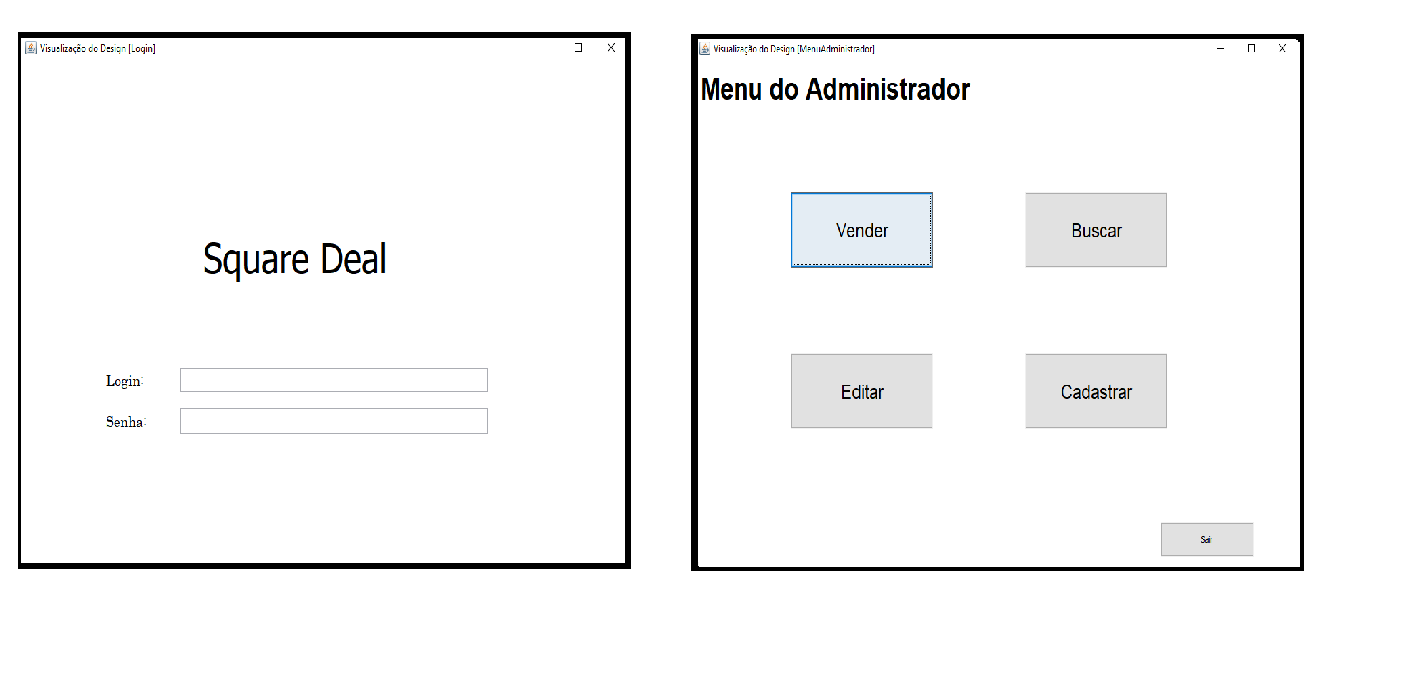 Visualização do Design [Login]
Square Deal
Login:
Senha:
Visualização do Design [MenuAdministrador]
Menu do Administrador
Vender
Buscar
Editar
Cadastrar
Sair